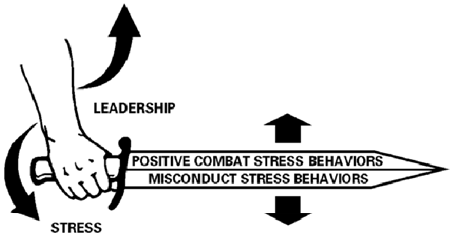 LEADERSHIP
POSITIVE COMBAT STRESS BEHAVIORS
MISCONDUCT STRESS BEHAVIORS
STRESS